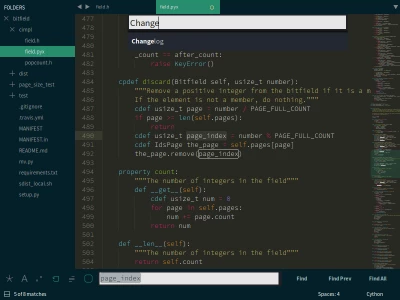 FOLDERS
bitfield
cimpl
field.h
field.pyx
popcount.h
dist
page_size_test
test
.gitignore
.travis.yml
MANIFEST
MANIFEST.in
README.md
requirements.txt
sdist_local.sh
setup.py
field.h
field.pyx
Change
Changelog
477
478
479
480
481 _count == after_count:
482 raise KeyError()
483
484 cpdef discard(Bitfield self, usize_t number):
485 """Remove a positive integer from the bitfield if it is a m
486 If the element is not a member, do nothing."""
487 cdef usize_t page = number / PAGE_FULL_COUNT
488 if page >= len(self.pages):
489 return
490 cdef usize_t page_index = number % PAGE_FULL_COUNT
491 cdef IdsPage the_page = self.pages[page]
492 the_page.remove(page_index)
493
494 property count:
495 """The number of integers in the field"""
496 def __get__(self):
497 cdef usize_t num = 0
498 for page in self.pages:
499 num += page.count
500 return num
501
502 def __len__(self):
503 """The number of integers in the field"""
504 return self.count
page_index
Find
Find Prev
Find All
5 of 8 matches
Spaces: 4
Cython